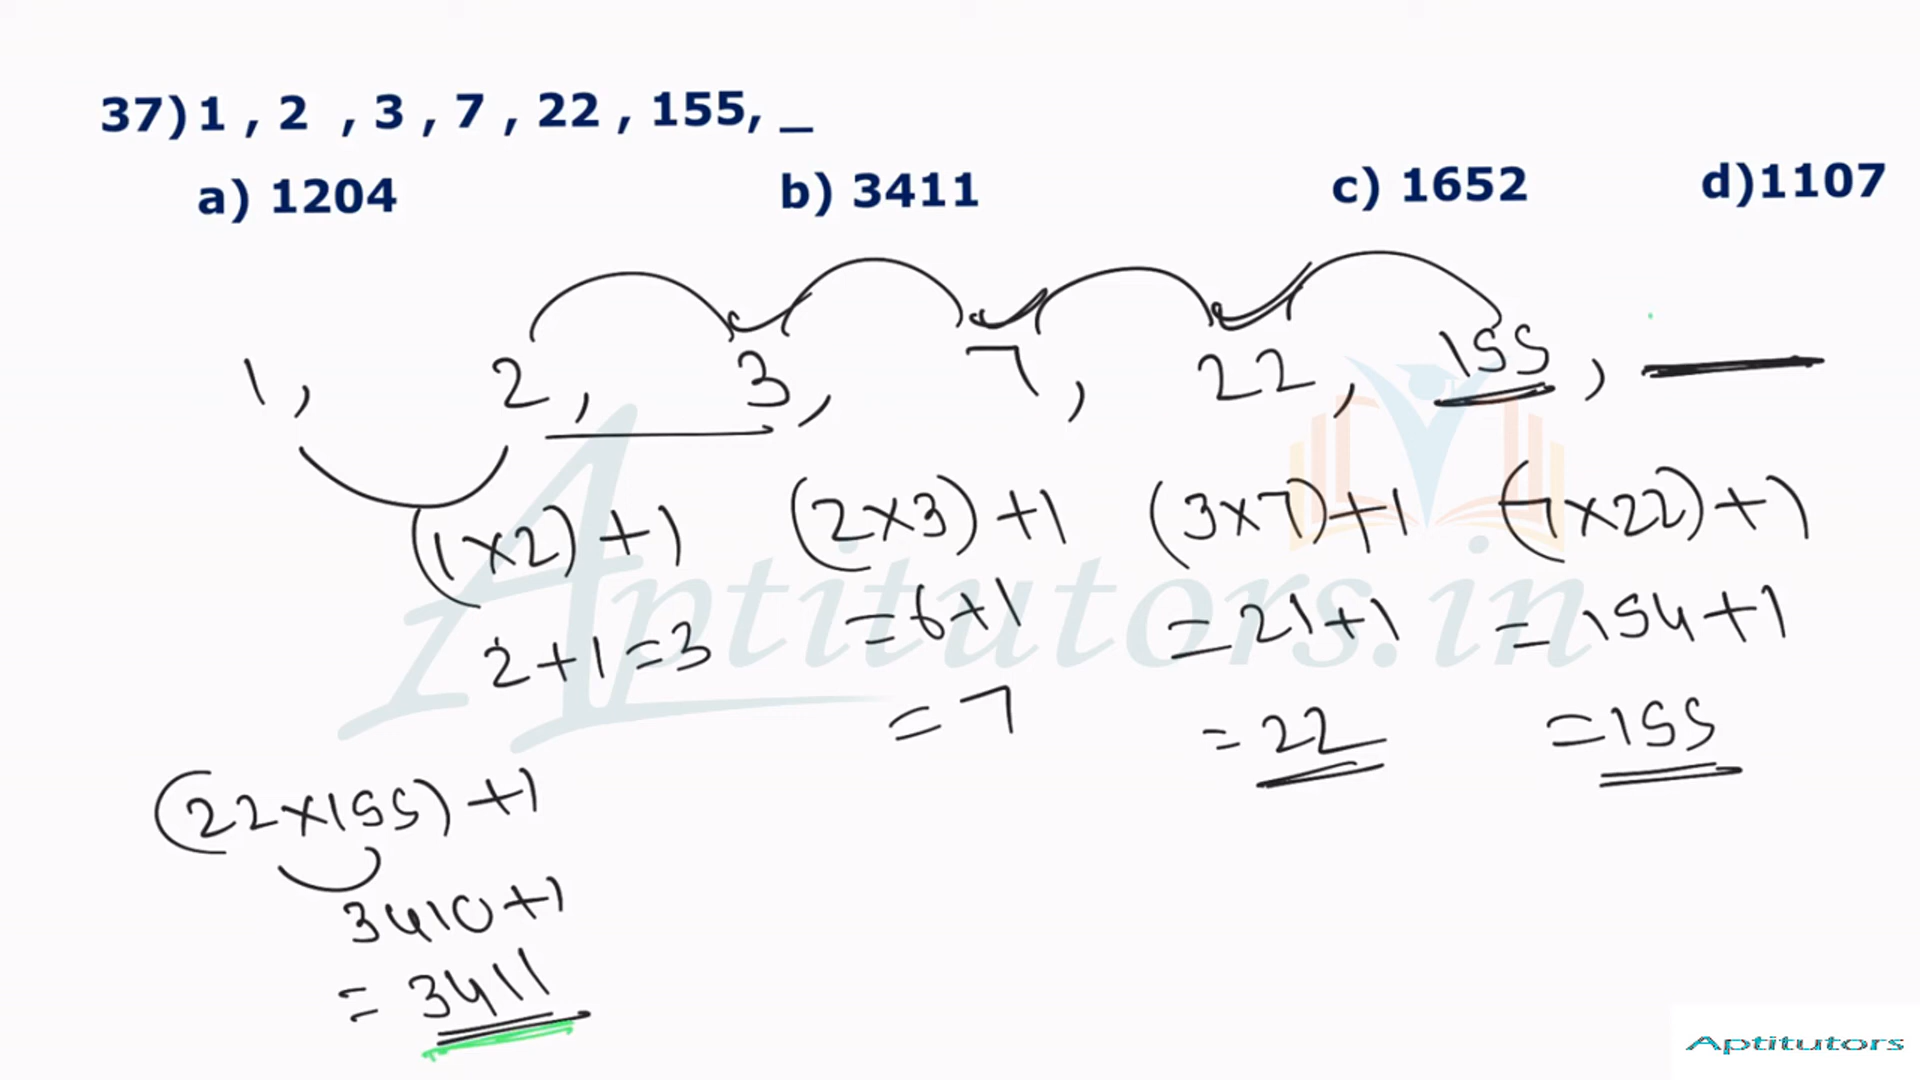 37) 1 , 2 , 3 , 7 , 22 , 155, _
a) 1204 b) 3411 c) 1652 d)1107
1, 2, 3, 7, 22, 155,
(1×2)+1 (2×3)+1 (3×7)+1 (7×22)+1
2+1=3 =6+1 =21+1 =154+1
=7 =22 =155
(22×155)+1
3410+1
=3411
Aptitutors.in
Aptitutors